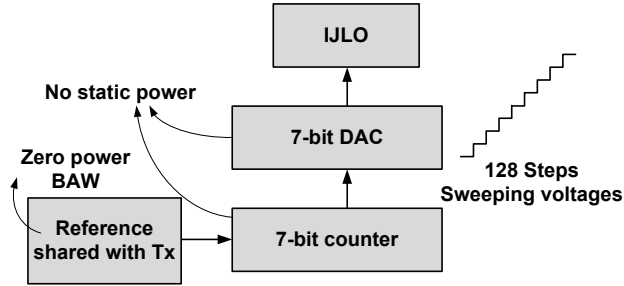 IJLO
No static power
7-bit DAC
Zero power
BAW
128 Steps
Sweeping voltages
Reference
shared with Tx
7-bit counter